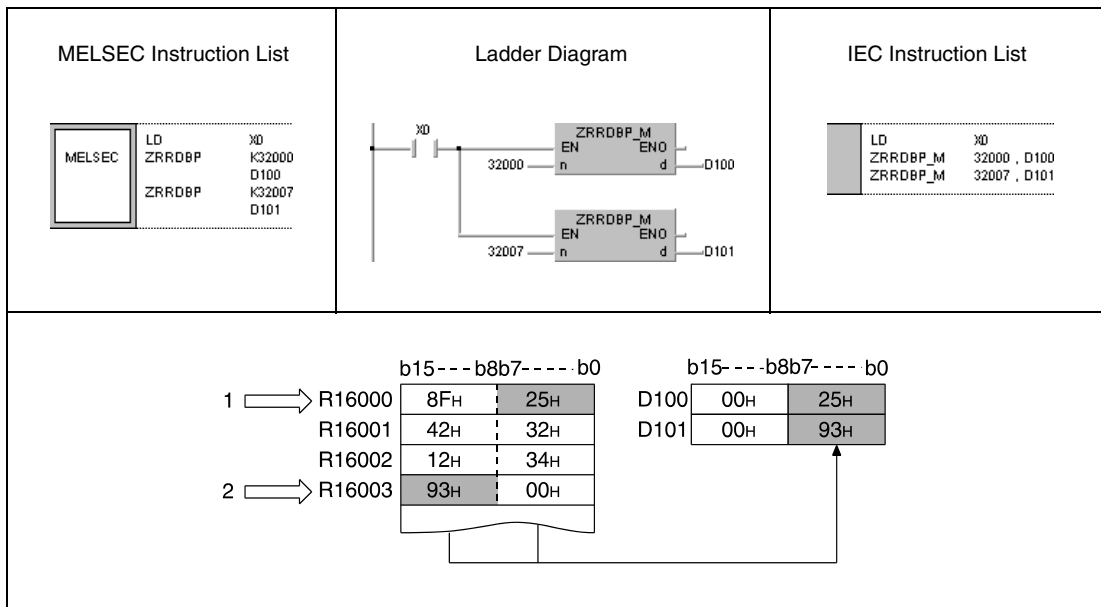 MELSEC Instruction List
MELSEC
LD X0
ZRRDBP K32000
D100
ZRRDBP K32007
D101
Ladder Diagram
X0
ZRRDBP_M
EN ENO
32000 n d D100
ZRRDBP_M
EN ENO
32007 n d D101
IEC Instruction List
LD X0
ZRRDBP_M 32000 , D100
ZRRDBP_M 32007 , D101
b15----b8b7-----b0
1 R16000 8FH 25H
R16001 42H 32H
R16002 12H 34H
2 R16003 93H 00H
b15----b8b7----b0
D100 00H 25H
D101 00H 93H